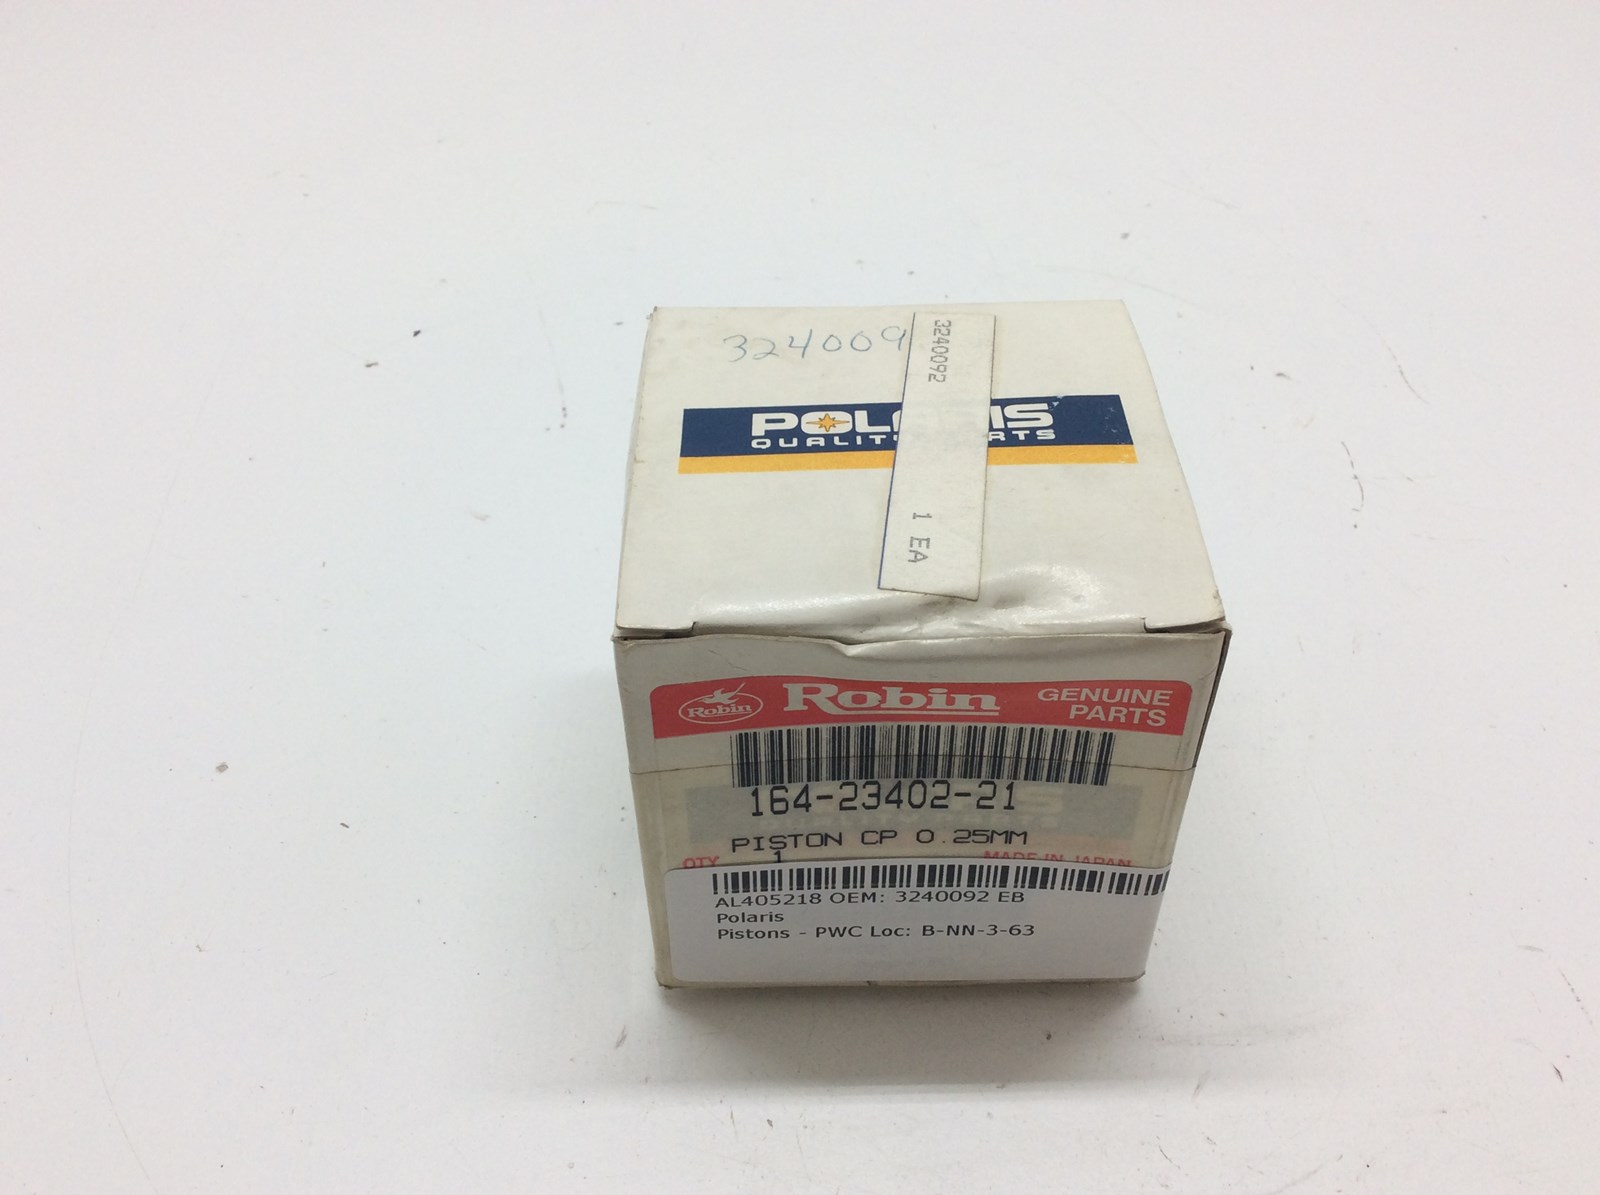 324009
3240092
1 EA
POLARIS
QUALITY PARTS
Robin Robin GENUINE PARTS
164-23402-21
PISTON CP 0.25MM
QTY 1 MADE IN JAPAN
AL405218 OEM: 3240092 EB
Polaris
Pistons - PWC Loc: B-NN-3-63